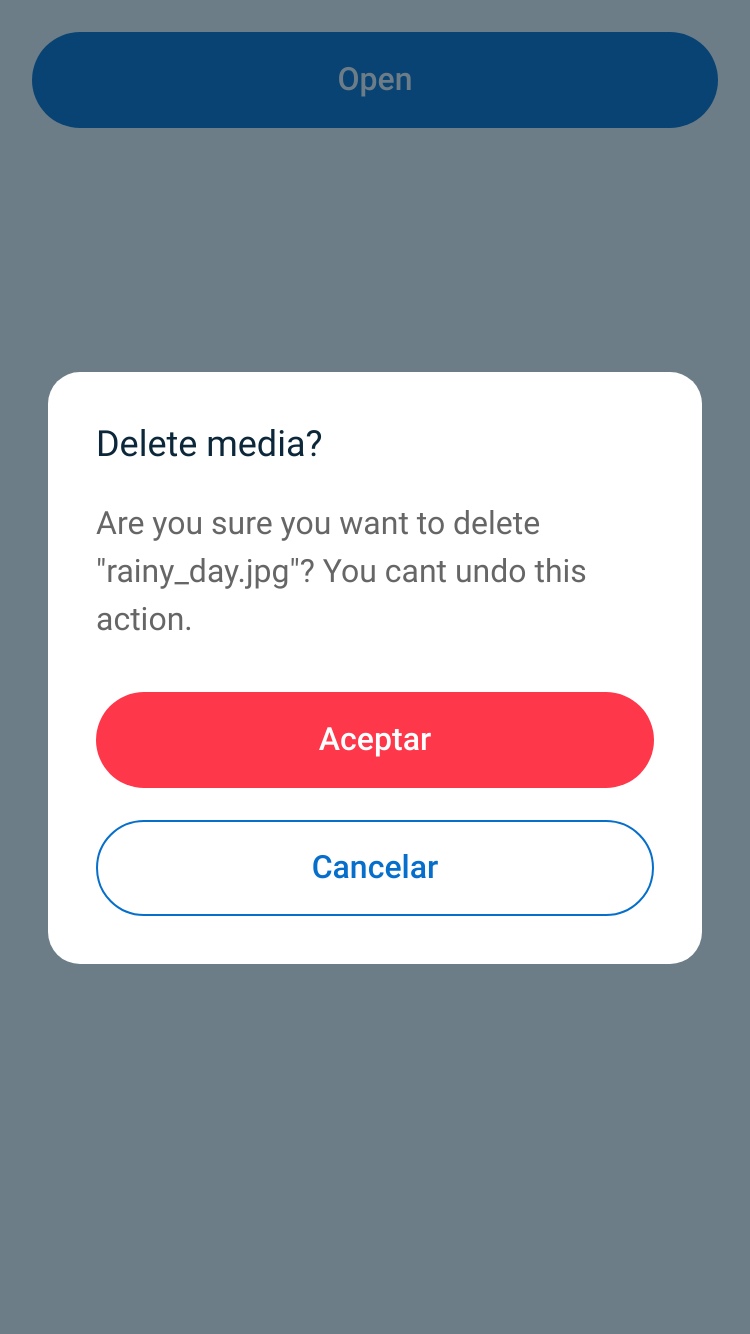 Open
Delete media?
Are you sure you want to delete
"rainy_day.jpg"? You cant undo this
action.
Aceptar
Cancelar